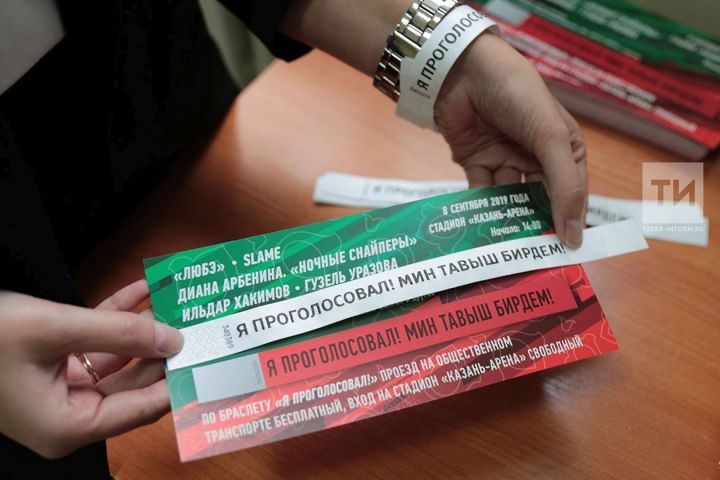 Я ПРОГОЛОСОВАЛ
8 СЕНТЯБРЯ 2019 ГОДА
СТАДИОН «КАЗАНЬ-АРЕНА»
Начало: 14:00
«ЛЮБЭ» • SLAME
ДИАНА АРБЕНИНА. «НОЧНЫЕ СНАЙПЕРЫ»
ИЛЬДАР ХАКИМОВ • ГУЗЕЛЬ УРАЗОВА
340369
Я ПРОГОЛОСОВАЛ! МИН ТАВЫШ БИРДЕМ!
Я ПРОГОЛОСОВАЛ! МИН ТАВЫШ БИРДЕМ!
ПО БРАСЛЕТУ «Я ПРОГОЛОСОВАЛ!» ПРОЕЗД НА ОБЩЕСТВЕННОМ
ТРАНСПОРТЕ БЕСПЛАТНЫЙ, ВХОД НА СТАДИОН «КАЗАНЬ-АРЕНА» СВОБОДНЫЙ
Я ПРОГОЛОСОВАЛ
БИРДЕМ!
ТИ
TATAR-INFORM.RU